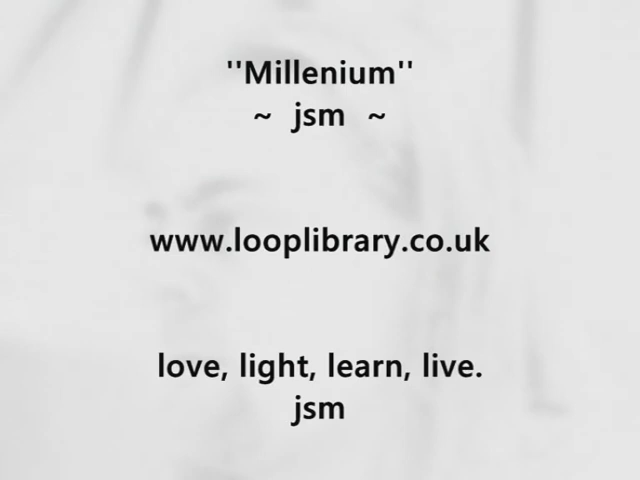 ''Millenium''
~ jsm ~
www.looplibrary.co.uk
love, light, learn, live.
jsm